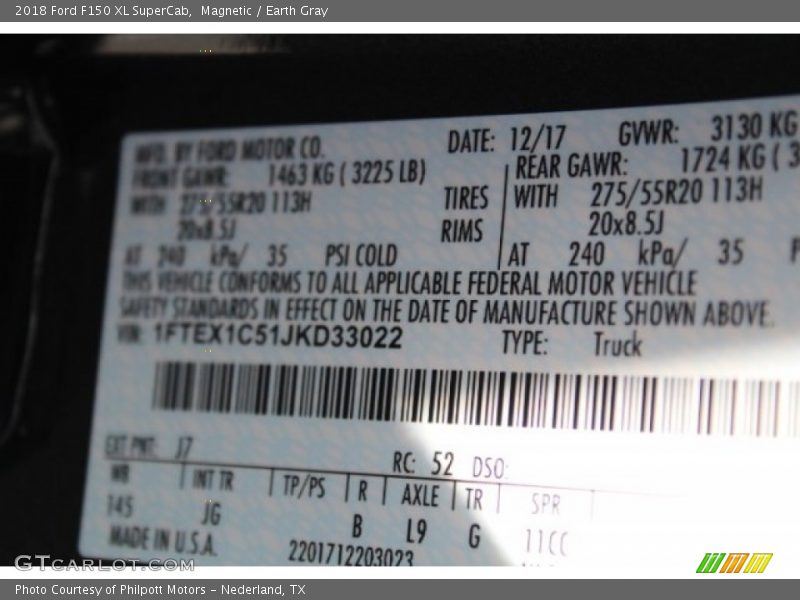 2018 Ford F150 XL SuperCab,  Magnetic / Earth Gray
MFD. BY FORD MOTOR CO. DATE: 12/17 GVWR: 3130 KG
FRONT GAWR: 1463 KG ( 3225 LB) REAR GAWR: 1724 KG ( 3
WITH 275/55R20 113H TIRES WITH 275/55R20 113H
20x8.5J RIMS 20x8.5J
AT 240 kPa/ 35 PSI COLD AT 240 kPa/ 35 P
THIS VEHICLE CONFORMS TO ALL APPLICABLE FEDERAL MOTOR VEHICLE
SAFETY STANDARDS IN EFFECT ON THE DATE OF MANUFACTURE SHOWN ABOVE.
VIN: 1FTEX1C51JKD33022 TYPE: Truck
EXT PNT: J7 RC: 52 DSO:
WB INT TR TP/PS R AXLE TR SPR
145 JG B L9 G 11CC
MADE IN U.S.A. 2201712203023
GTCARLOT.COM
Photo Courtesy of Philpott Motors - Nederland, TX